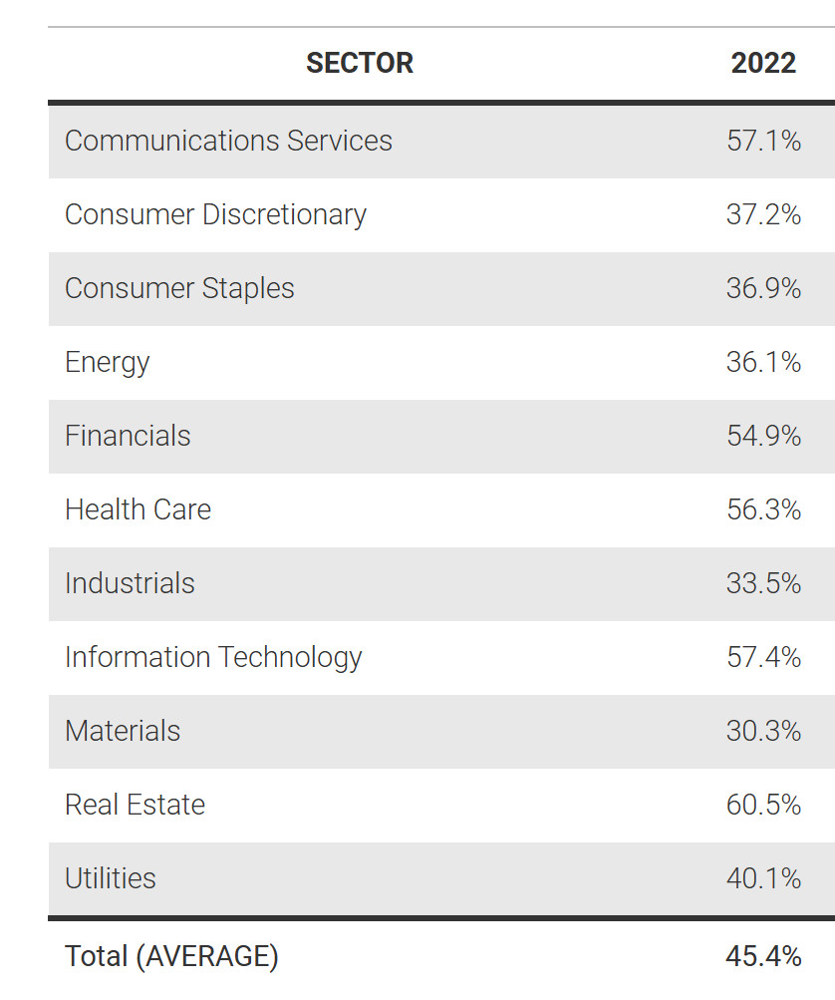 SECTOR 2022
Communications Services 57.1%
Consumer Discretionary 37.2%
Consumer Staples 36.9%
Energy 36.1%
Financials 54.9%
Health Care 56.3%
Industrials 33.5%
Information Technology 57.4%
Materials 30.3%
Real Estate 60.5%
Utilities 40.1%
Total (AVERAGE) 45.4%